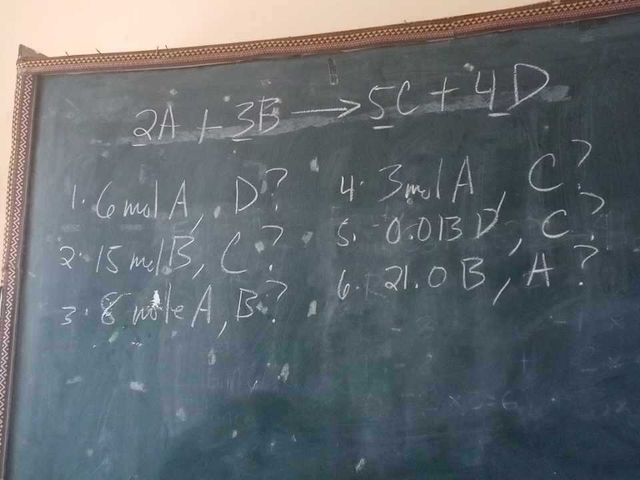 2A + 3B → 5C + 4D
1. 6 mol A, D?
2. 15 mol B, C?
3. 8 mole A, B?
4. 3 mol A, C?
5. 0.013 D, C?
6. 21.0 B, A?